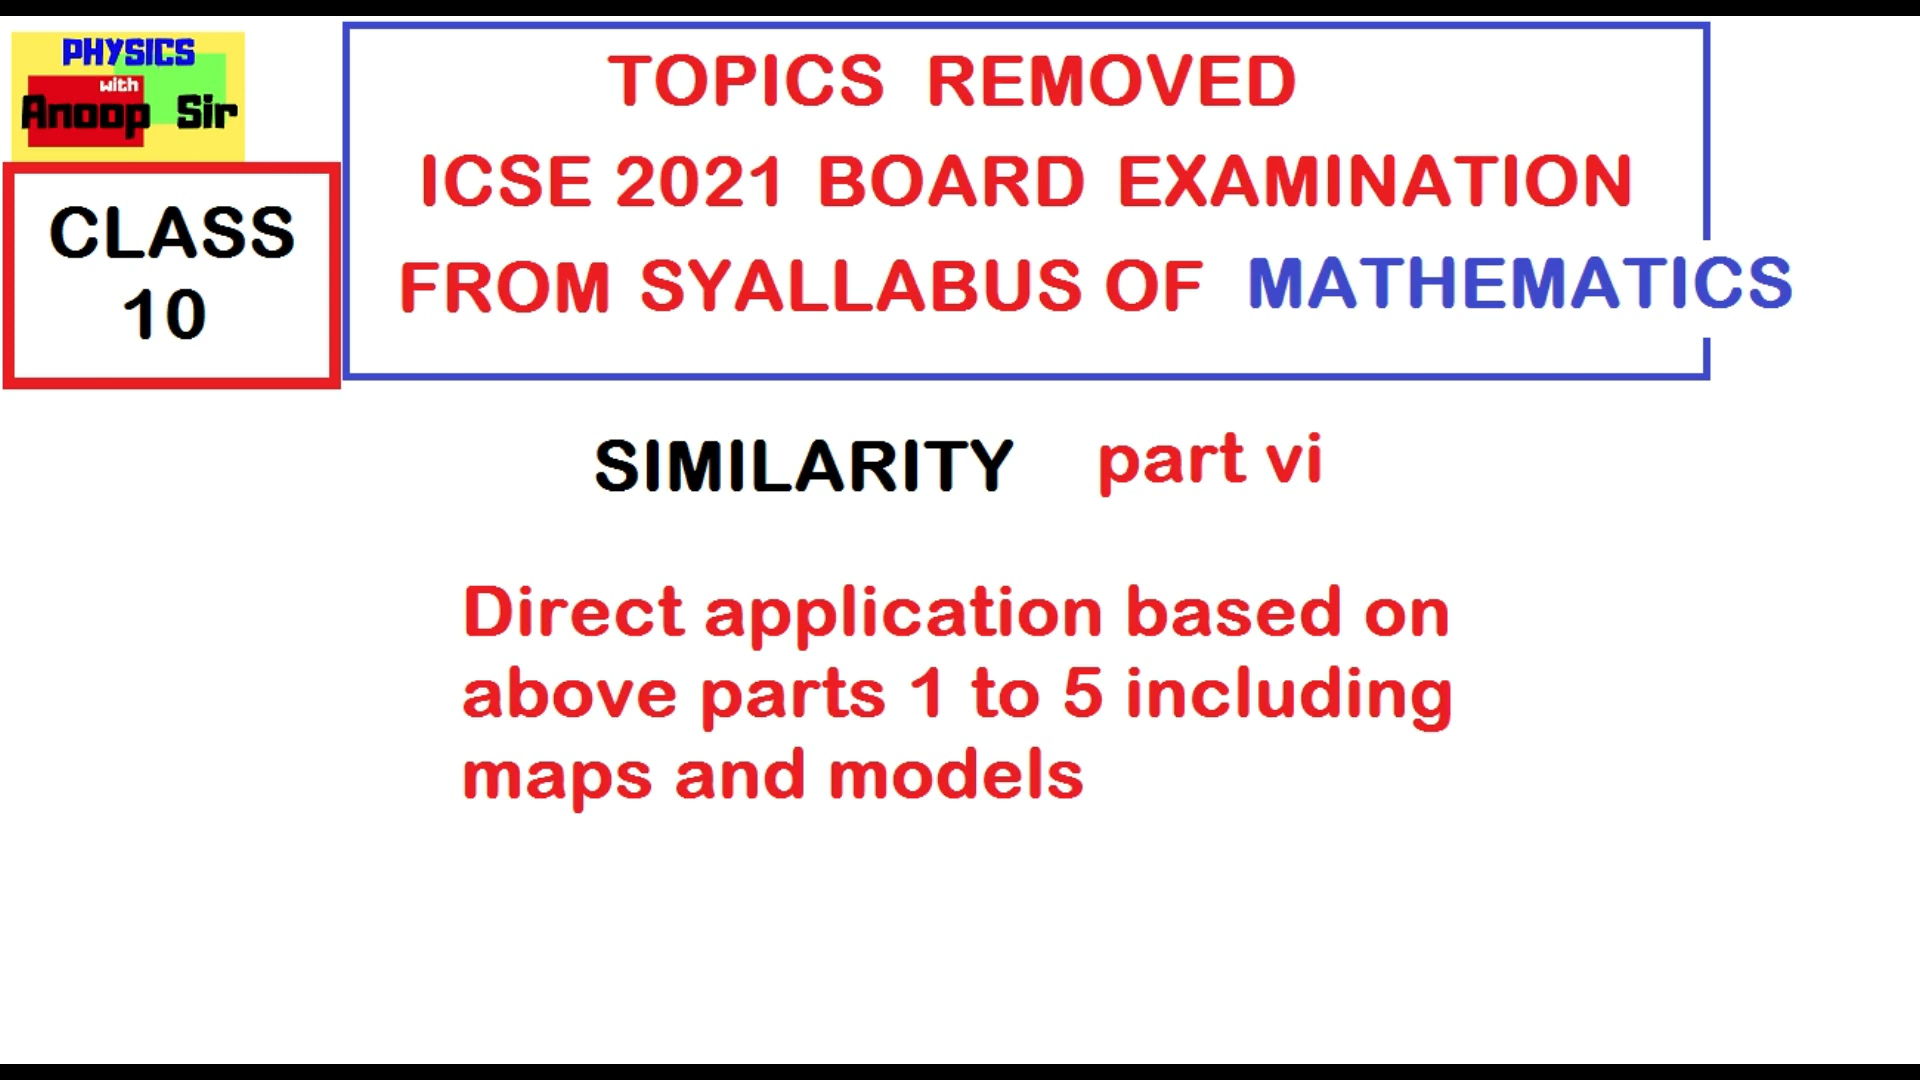 PHYSICS
with
Anoop Sir
CLASS
10
TOPICS REMOVED
ICSE 2021 BOARD EXAMINATION
FROM SYALLABUS OF MATHEMATICS
SIMILARITY part vi
Direct application based on
above parts 1 to 5 including
maps and models